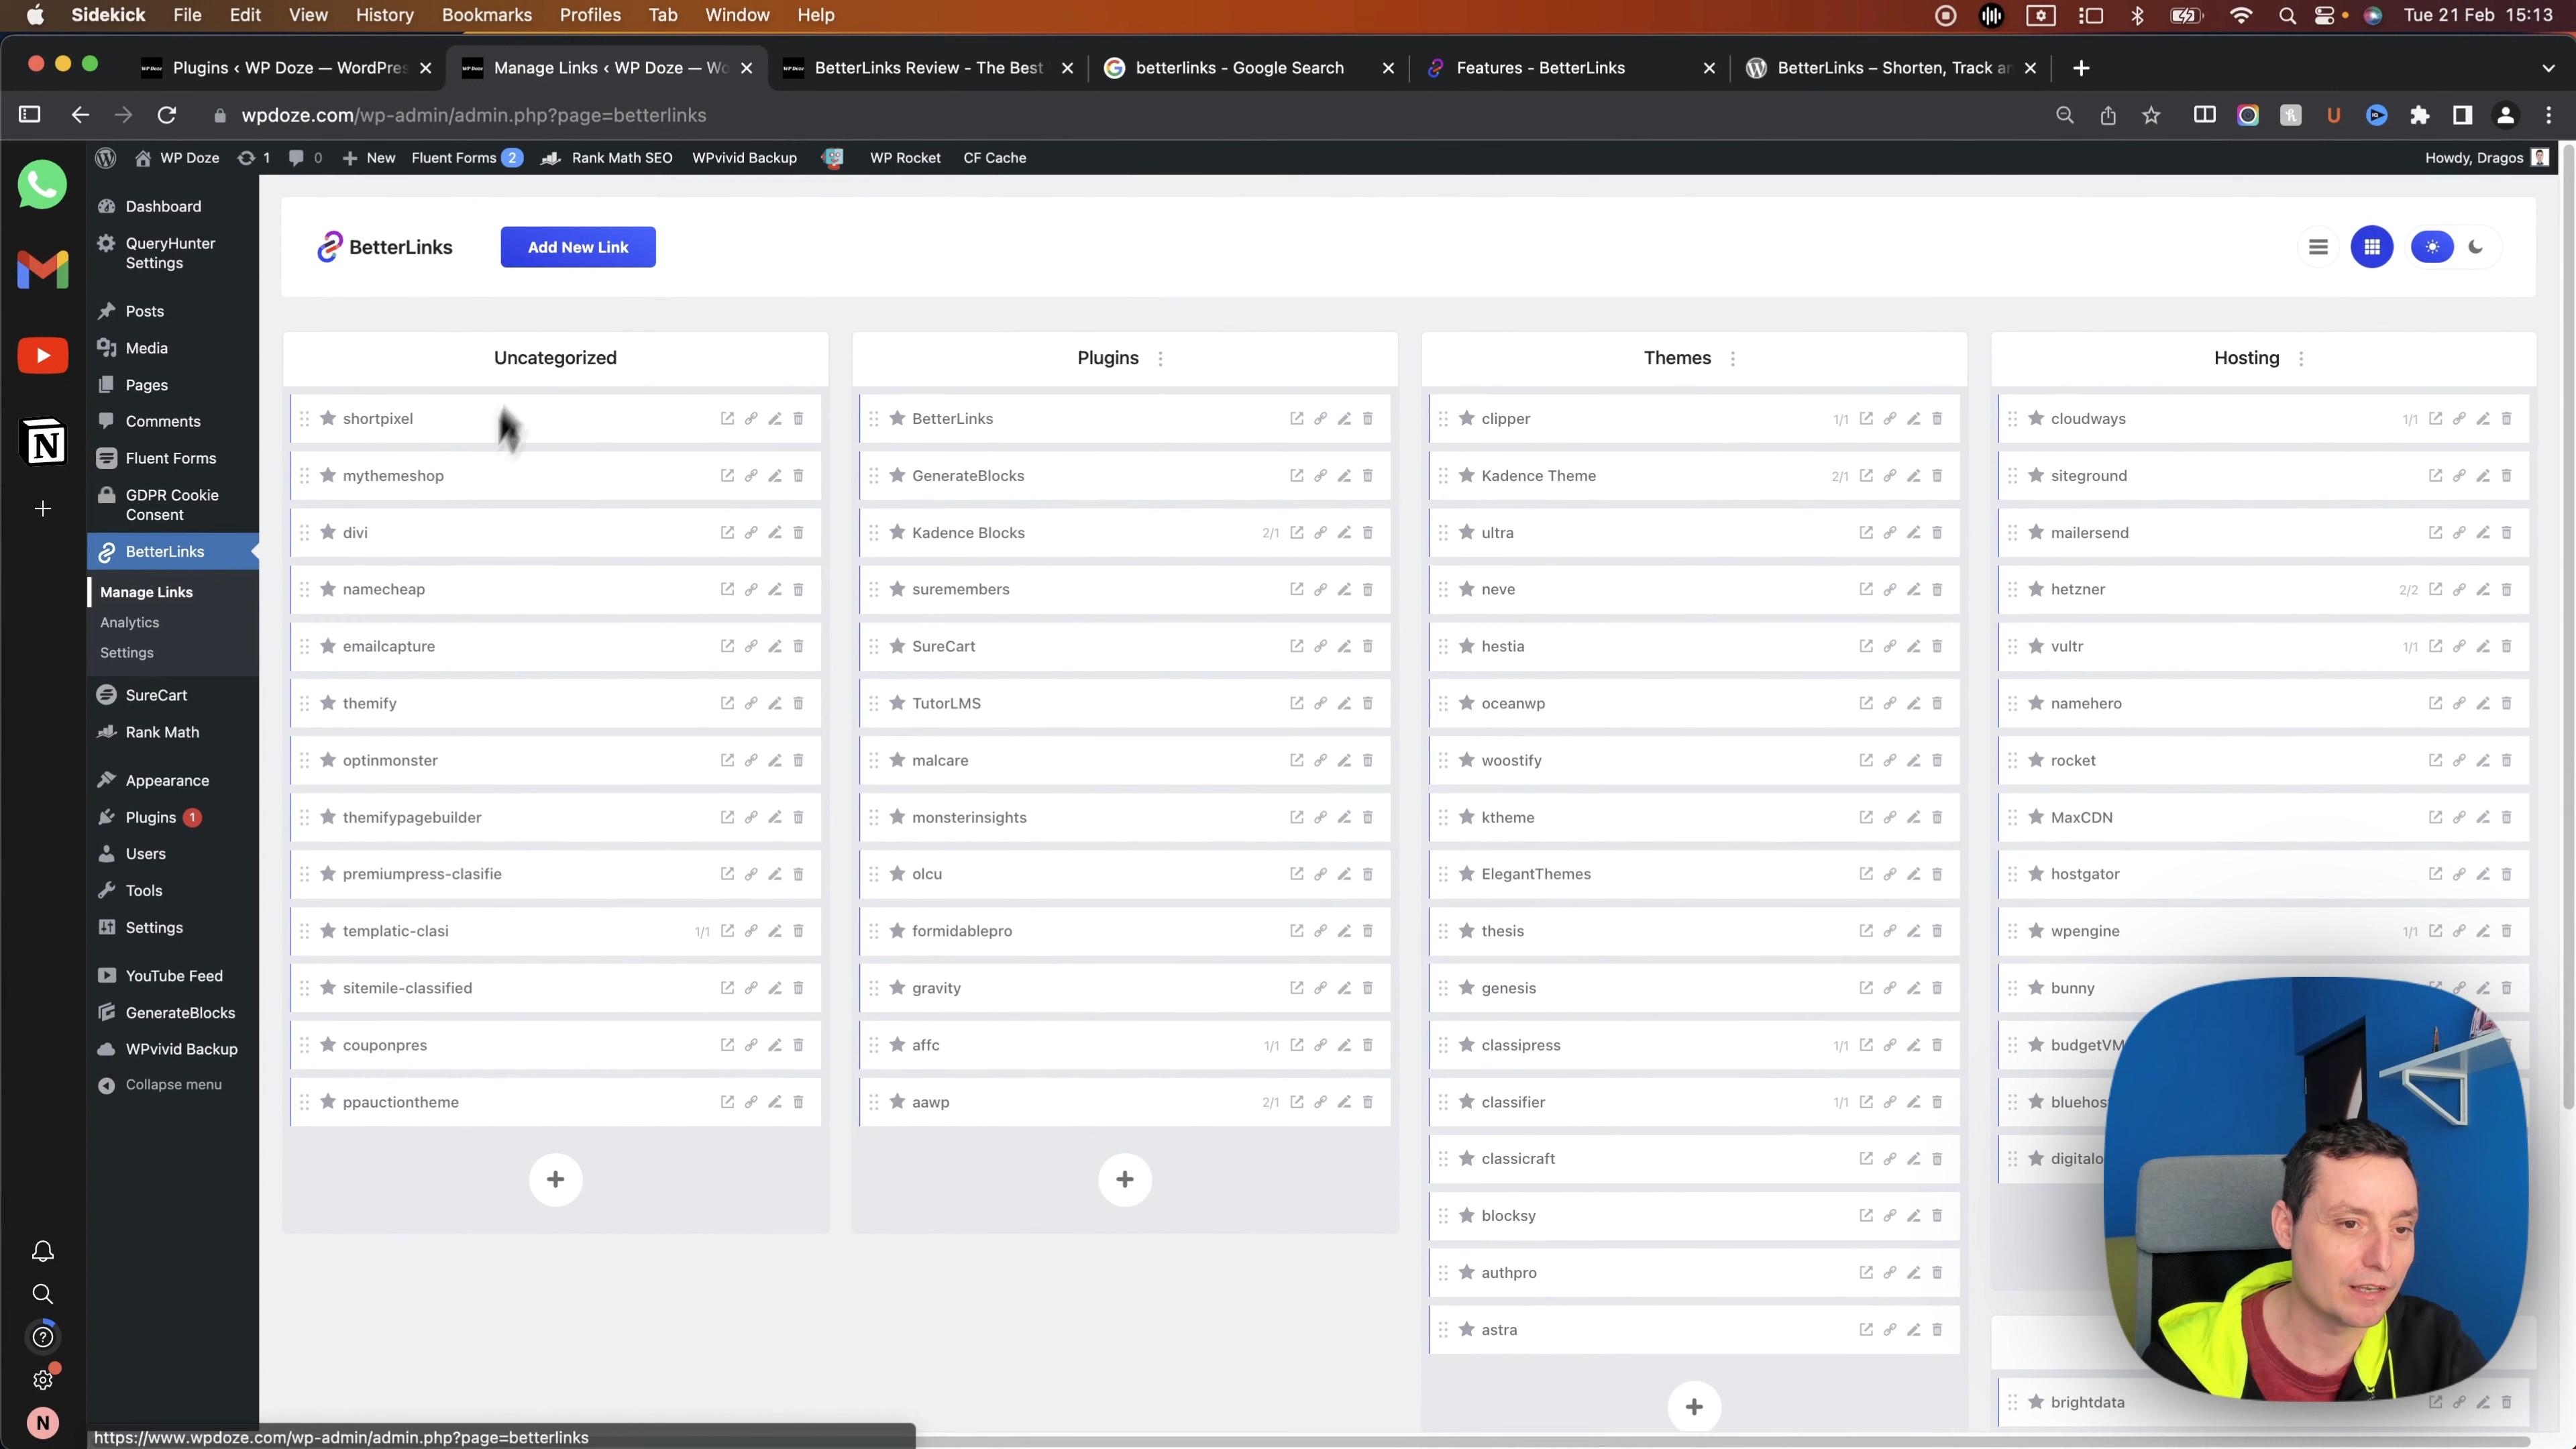 Sidekick File Edit View History Bookmarks Profiles Tab Window Help
Tue 21 Feb 15:13
Plugins ‹ WP Doze — WordPres
Manage Links ‹ WP Doze — Wo
BetterLinks Review - The Best
betterlinks - Google Search
Features - BetterLinks
BetterLinks – Shorten, Track ar
wpdoze.com/wp-admin/admin.php?page=betterlinks
WP Doze 1 0 New Fluent Forms 2 Rank Math SEO WPvivid Backup WP Rocket CF Cache
Howdy, Dragos
Dashboard
QueryHunter
Settings
Posts
Media
Pages
Comments
Fluent Forms
GDPR Cookie
Consent
BetterLinks
Manage Links
Analytics
Settings
SureCart
Rank Math
Appearance
Plugins 1
Users
Tools
Settings
YouTube Feed
GenerateBlocks
WPvivid Backup
Collapse menu
N
BetterLinks
Add New Link
Uncategorized
shortpixel
mythemeshop
divi
namecheap
emailcapture
themify
optinmonster
themifypagebuilder
premiumpress-clasifie
templatic-clasi 1/1
sitemile-classified
couponpres
ppauctiontheme
Plugins
BetterLinks
GenerateBlocks
Kadence Blocks 2/1
suremembers
SureCart
TutorLMS
malcare
monsterinsights
olcu
formidablepro
gravity
affc 1/1
aawp 2/1
Themes
clipper 1/1
Kadence Theme 2/1
ultra
neve
hestia
oceanwp
woostify
ktheme
ElegantThemes
thesis
genesis
classipress 1/1
classifier 1/1
classicraft
blocksy
authpro
astra
Hosting
cloudways 1/1
siteground
mailersend
hetzner 2/2
vultr 1/1
namehero
rocket
MaxCDN
hostgator
wpengine 1/1
bunny
budgetVM
bluehos
digitalo
brightdata
https://www.wpdoze.com/wp-admin/admin.php?page=betterlinks